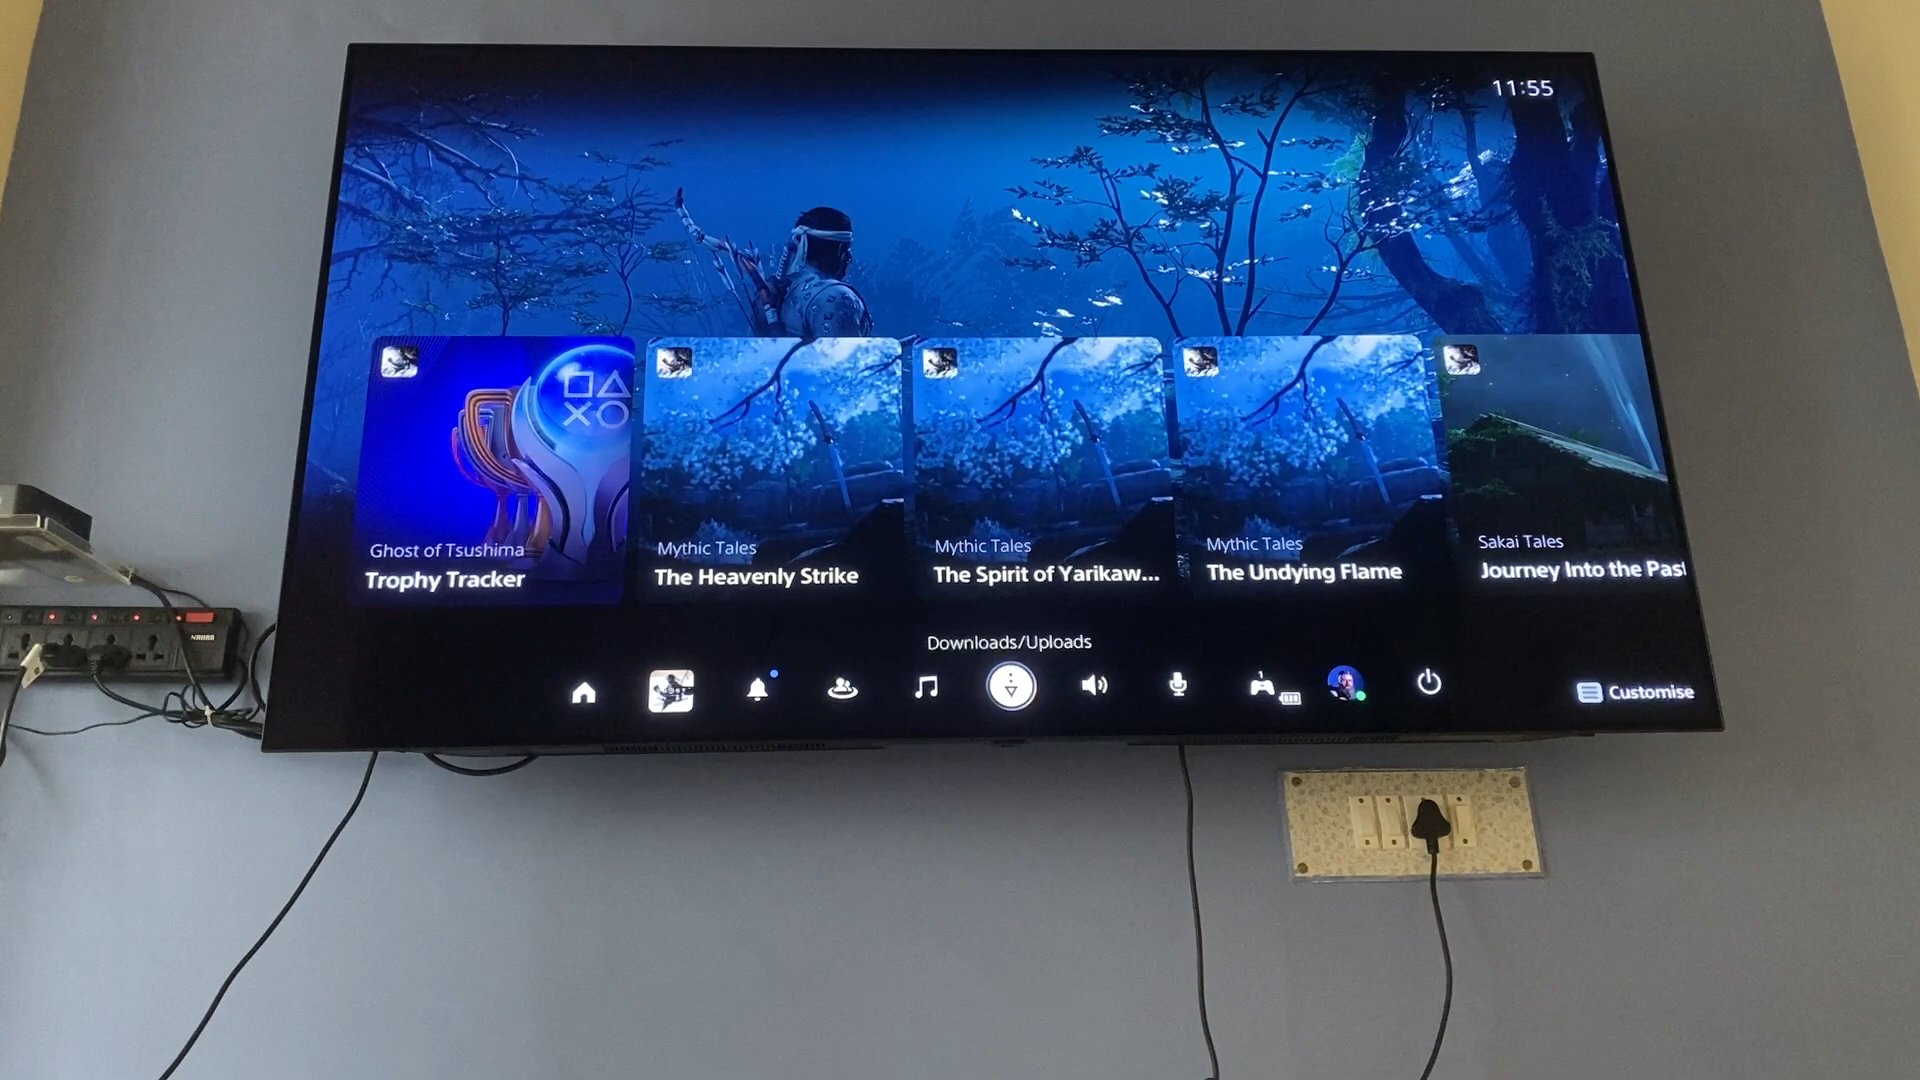 11:55
Ghost of Tsushima
Trophy Tracker
Mythic Tales
The Heavenly Strike
Mythic Tales
The Spirit of Yarikaw...
Mythic Tales
The Undying Flame
Sakai Tales
Journey Into the Past
Downloads/Uploads
1
Customise